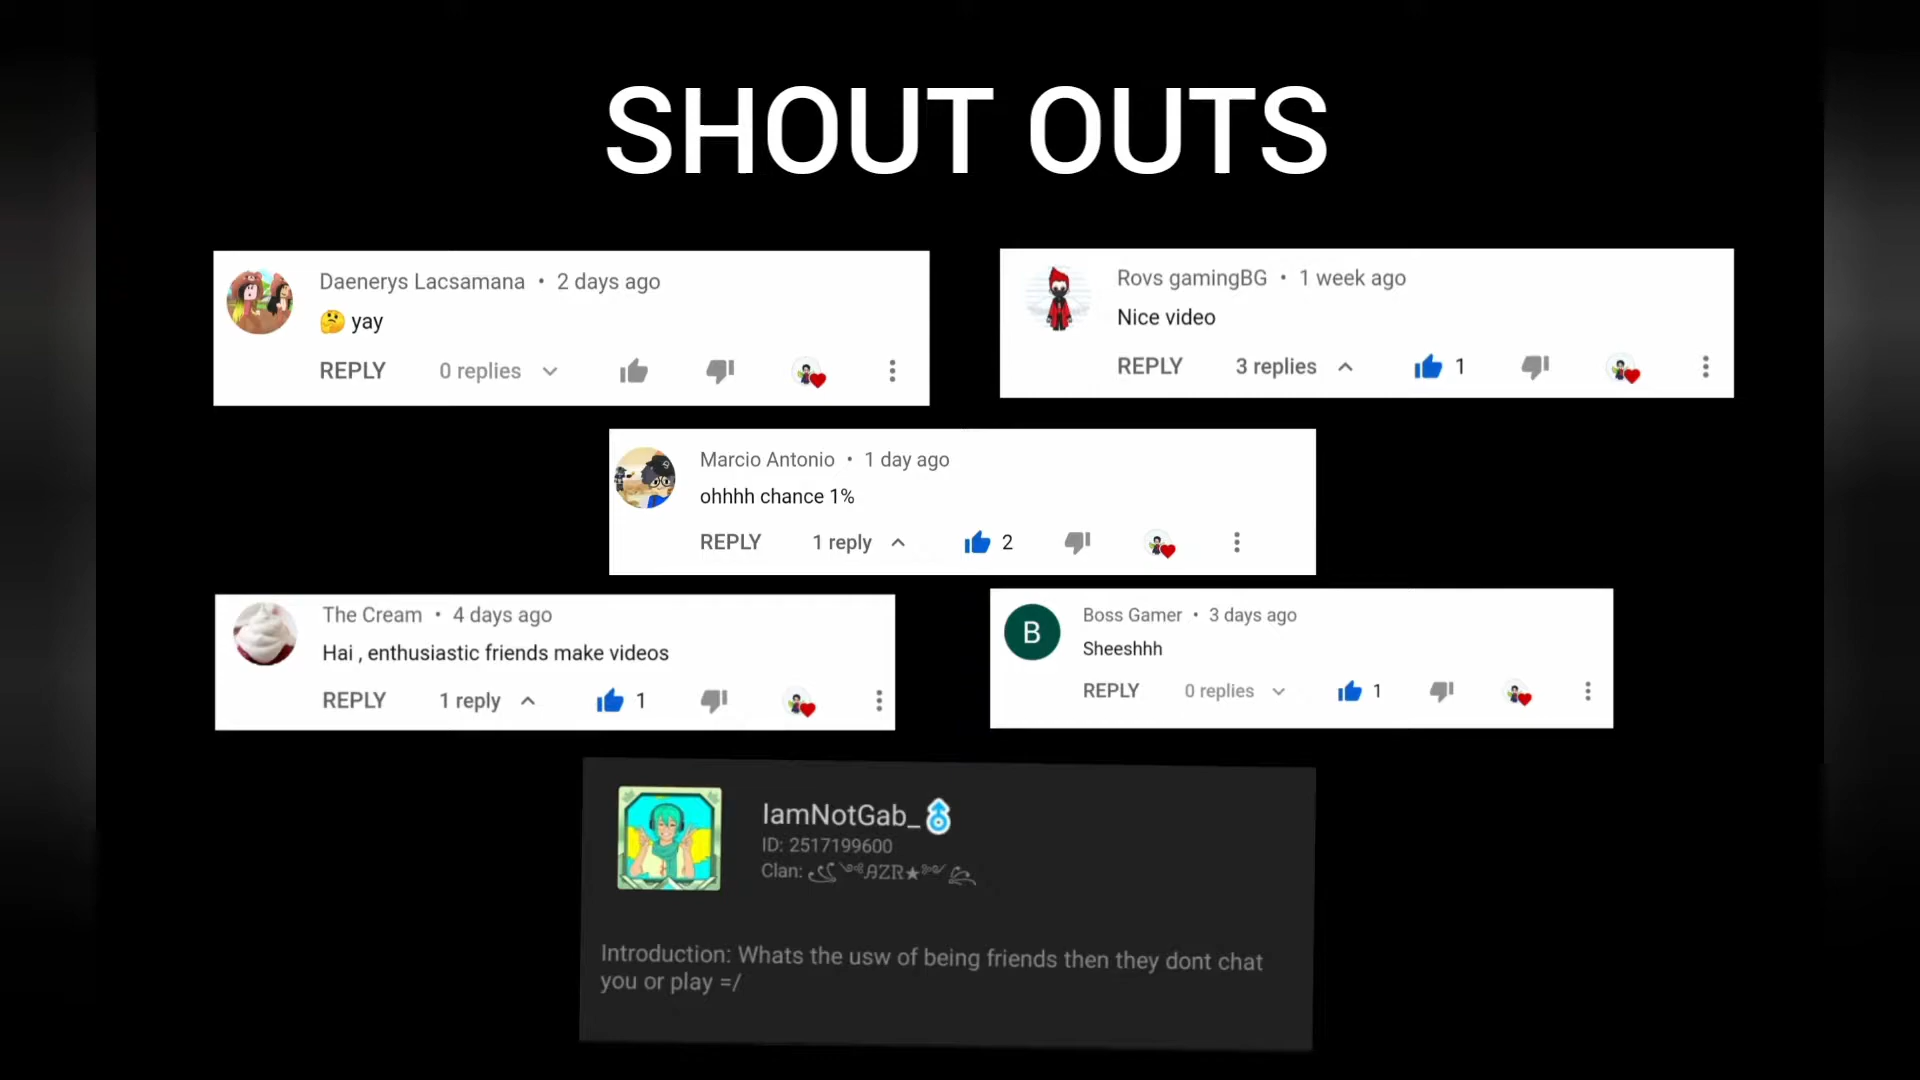 SHOUT OUTS
Daenerys Lacsamana • 2 days ago
🤔 yay
REPLY 0 replies
Rovs gamingBG • 1 week ago
Nice video
REPLY 3 replies 1
Marcio Antonio • 1 day ago
ohhhh chance 1%
REPLY 1 reply 2
The Cream • 4 days ago
Hai , enthusiastic friends make videos
REPLY 1 reply 1
B
Boss Gamer • 3 days ago
Sheeshhh
REPLY 0 replies 1
IamNotGab_
ID: 2517199600
Clan: AZR★
Introduction: Whats the usw of being friends then they dont chat
you or play =/